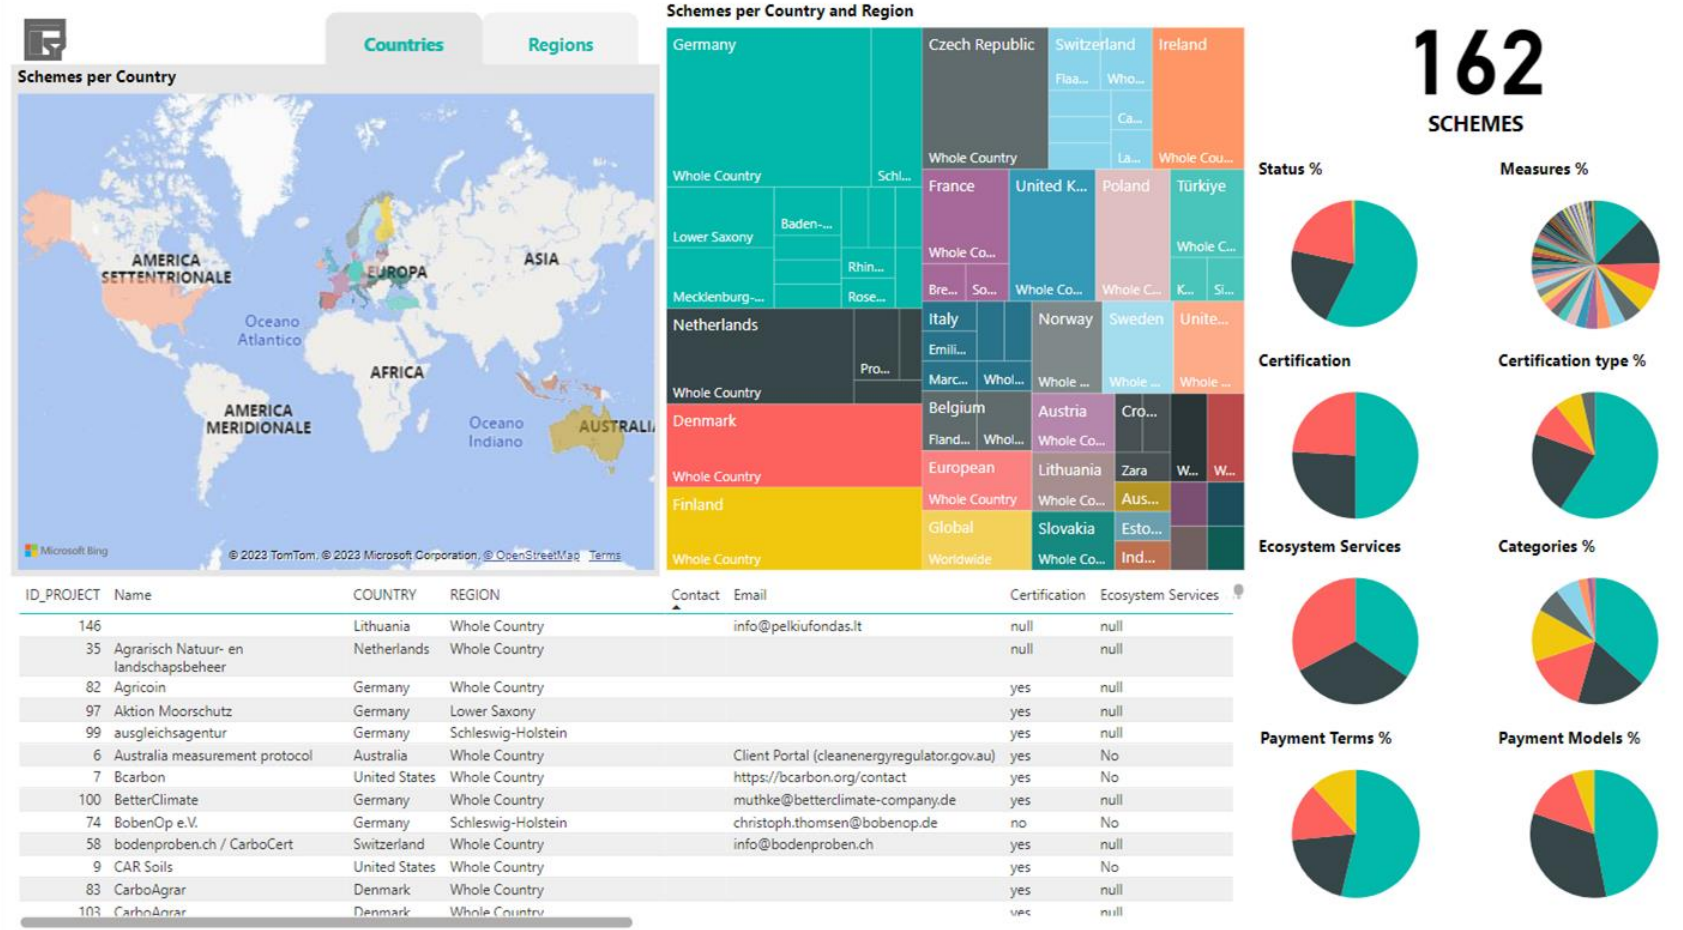 Countries
Regions
Schemes per Country
AMERICA
SETTENTRIONALE
EUROPA
ASIA
Oceano
Atlantico
AFRICA
AMERICA
MERIDIONALE
Oceano
Indiano
AUSTRALI
Microsoft Bing
© 2023 TomTom, © 2023 Microsoft Corporation, © OpenStreetMap Terms
Schemes per Country and Region
Germany
Whole Country
Schl...
Lower Saxony
Baden-...
Mecklenburg-...
Rhin...
Rose...
Netherlands
Whole Country
Pro...
Denmark
Whole Country
Finland
Whole Country
Czech Republic
Whole Country
Switzerland
Flaa...
Who...
Ca...
La...
Ireland
Whole Cou...
France
Whole Co...
Bre...
So...
United K...
Whole Co...
Poland
Whole C...
Türkiye
Whole C...
K...
Si...
Italy
Emili...
Marc...
Whol...
Norway
Whole ...
Sweden
Whole ...
Unite...
Whole ...
Belgium
Fland...
Whol...
Austria
Whole Co...
Cro...
Zara
W...
W...
European
Whole Country
Lithuania
Whole Co...
Aus...
Global
Worldwide
Slovakia
Whole Co...
Esto...
Ind...
162
SCHEMES
Status %
Measures %
Certification
Certification type %
Ecosystem Services
Categories %
Payment Terms %
Payment Models %
ID_PROJECT Name COUNTRY REGION Contact Email Certification Ecosystem Services
146 Lithuania Whole Country info@pelkiufondas.lt null null
35 Agrarisch Natuur- en Netherlands Whole Country null null
landschapsbeheer
82 Agricoin Germany Whole Country yes null
97 Aktion Moorschutz Germany Lower Saxony yes null
99 ausgleichsagentur Germany Schleswig-Holstein yes null
6 Australia measurement protocol Australia Whole Country Client Portal (cleanenergyregulator.gov.au) yes No
7 Bcarbon United States Whole Country https://bcarbon.org/contact yes No
100 BetterClimate Germany Whole Country muthke@betterclimate-company.de yes null
74 BobenOp e.V. Germany Schleswig-Holstein christoph.thomsen@bobenop.de no No
58 bodenproben.ch / CarboCert Switzerland Whole Country info@bodenproben.ch yes null
9 CAR Soils United States Whole Country yes No
83 CarboAgrar Denmark Whole Country yes null
103 CarboAgrar Denmark Whole Country yes null